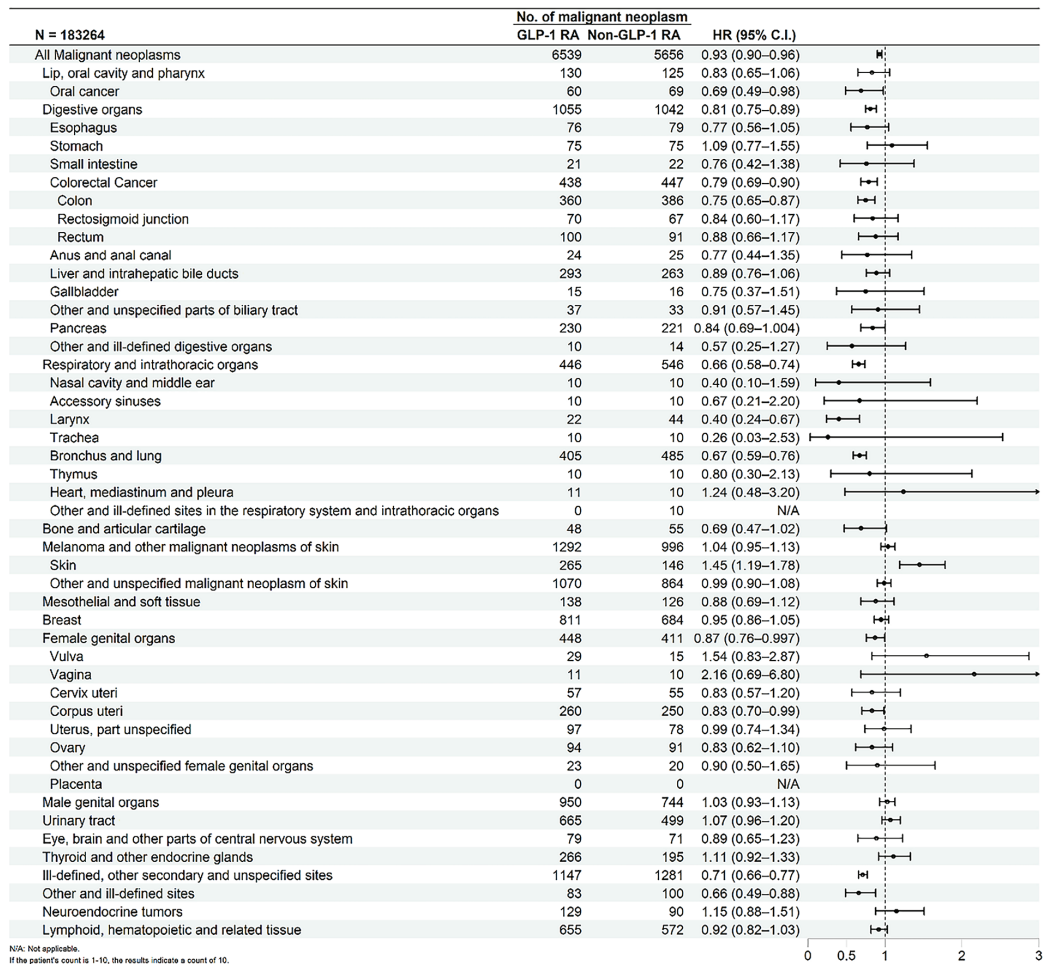 No. of malignant neoplasm
N = 183264 GLP-1 RA Non-GLP-1 RA HR (95% C.I.)
All Malignant neoplasms 6539 5656 0.93 (0.90–0.96)
Lip, oral cavity and pharynx 130 125 0.83 (0.65–1.06)
Oral cancer 60 69 0.69 (0.49–0.98)
Digestive organs 1055 1042 0.81 (0.75–0.89)
Esophagus 76 79 0.77 (0.56–1.05)
Stomach 75 75 1.09 (0.77–1.55)
Small intestine 21 22 0.76 (0.42–1.38)
Colorectal Cancer 438 447 0.79 (0.69–0.90)
Colon 360 386 0.75 (0.65–0.87)
Rectosigmoid junction 70 67 0.84 (0.60–1.17)
Rectum 100 91 0.88 (0.66–1.17)
Anus and anal canal 24 25 0.77 (0.44–1.35)
Liver and intrahepatic bile ducts 293 263 0.89 (0.76–1.06)
Gallbladder 15 16 0.75 (0.37–1.51)
Other and unspecified parts of biliary tract 37 33 0.91 (0.57–1.45)
Pancreas 230 221 0.84 (0.69–1.004)
Other and ill-defined digestive organs 10 14 0.57 (0.25–1.27)
Respiratory and intrathoracic organs 446 546 0.66 (0.58–0.74)
Nasal cavity and middle ear 10 10 0.40 (0.10–1.59)
Accessory sinuses 10 10 0.67 (0.21–2.20)
Larynx 22 44 0.40 (0.24–0.67)
Trachea 10 10 0.26 (0.03–2.53)
Bronchus and lung 405 485 0.67 (0.59–0.76)
Thymus 10 10 0.80 (0.30–2.13)
Heart, mediastinum and pleura 11 10 1.24 (0.48–3.20)
Other and ill-defined sites in the respiratory system and intrathoracic organs 0 10 N/A
Bone and articular cartilage 48 55 0.69 (0.47–1.02)
Melanoma and other malignant neoplasms of skin 1292 996 1.04 (0.95–1.13)
Skin 265 146 1.45 (1.19–1.78)
Other and unspecified malignant neoplasm of skin 1070 864 0.99 (0.90–1.08)
Mesothelial and soft tissue 138 126 0.88 (0.69–1.12)
Breast 811 684 0.95 (0.86–1.05)
Female genital organs 448 411 0.87 (0.76–0.997)
Vulva 29 15 1.54 (0.83–2.87)
Vagina 11 10 2.16 (0.69–6.80)
Cervix uteri 57 55 0.83 (0.57–1.20)
Corpus uteri 260 250 0.83 (0.70–0.99)
Uterus, part unspecified 97 78 0.99 (0.74–1.34)
Ovary 94 91 0.83 (0.62–1.10)
Other and unspecified female genital organs 23 20 0.90 (0.50–1.65)
Placenta 0 0 N/A
Male genital organs 950 744 1.03 (0.93–1.13)
Urinary tract 665 499 1.07 (0.96–1.20)
Eye, brain and other parts of central nervous system 79 71 0.89 (0.65–1.23)
Thyroid and other endocrine glands 266 195 1.11 (0.92–1.33)
Ill-defined, other secondary and unspecified sites 1147 1281 0.71 (0.66–0.77)
Other and ill-defined sites 83 100 0.66 (0.49–0.88)
Neuroendocrine tumors 129 90 1.15 (0.88–1.51)
Lymphoid, hematopoietic and related tissue 655 572 0.92 (0.82–1.03)
N/A: Not applicable.
If the patient's count is 1-10, the results indicate a count of 10.
0 0.5 1 2 3